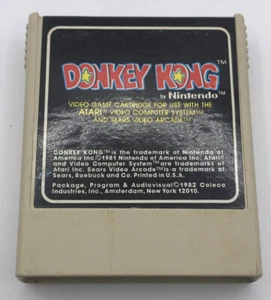 DONKEY KONG™
by Nintendo™
VIDEO GAME CARTRIDGE FOR USE WITH THE
ATARI® VIDEO COMPUTER SYSTEM™
AND SEARS VIDEO ARCADE™
DONKEY KONG™ is the trademark of Nintendo of
America Inc.©1981 Nintendo of America Inc. Atari®
and Video Computer System™ are trademarks of
Atari Inc. Sears Video Arcade™ is a trademark of
Sears, Roebuck and Co. Printed in U.S.A.
Package, Program & Audiovisual©1982 Coleco
Industries, Inc., Amsterdam, New York 12010.